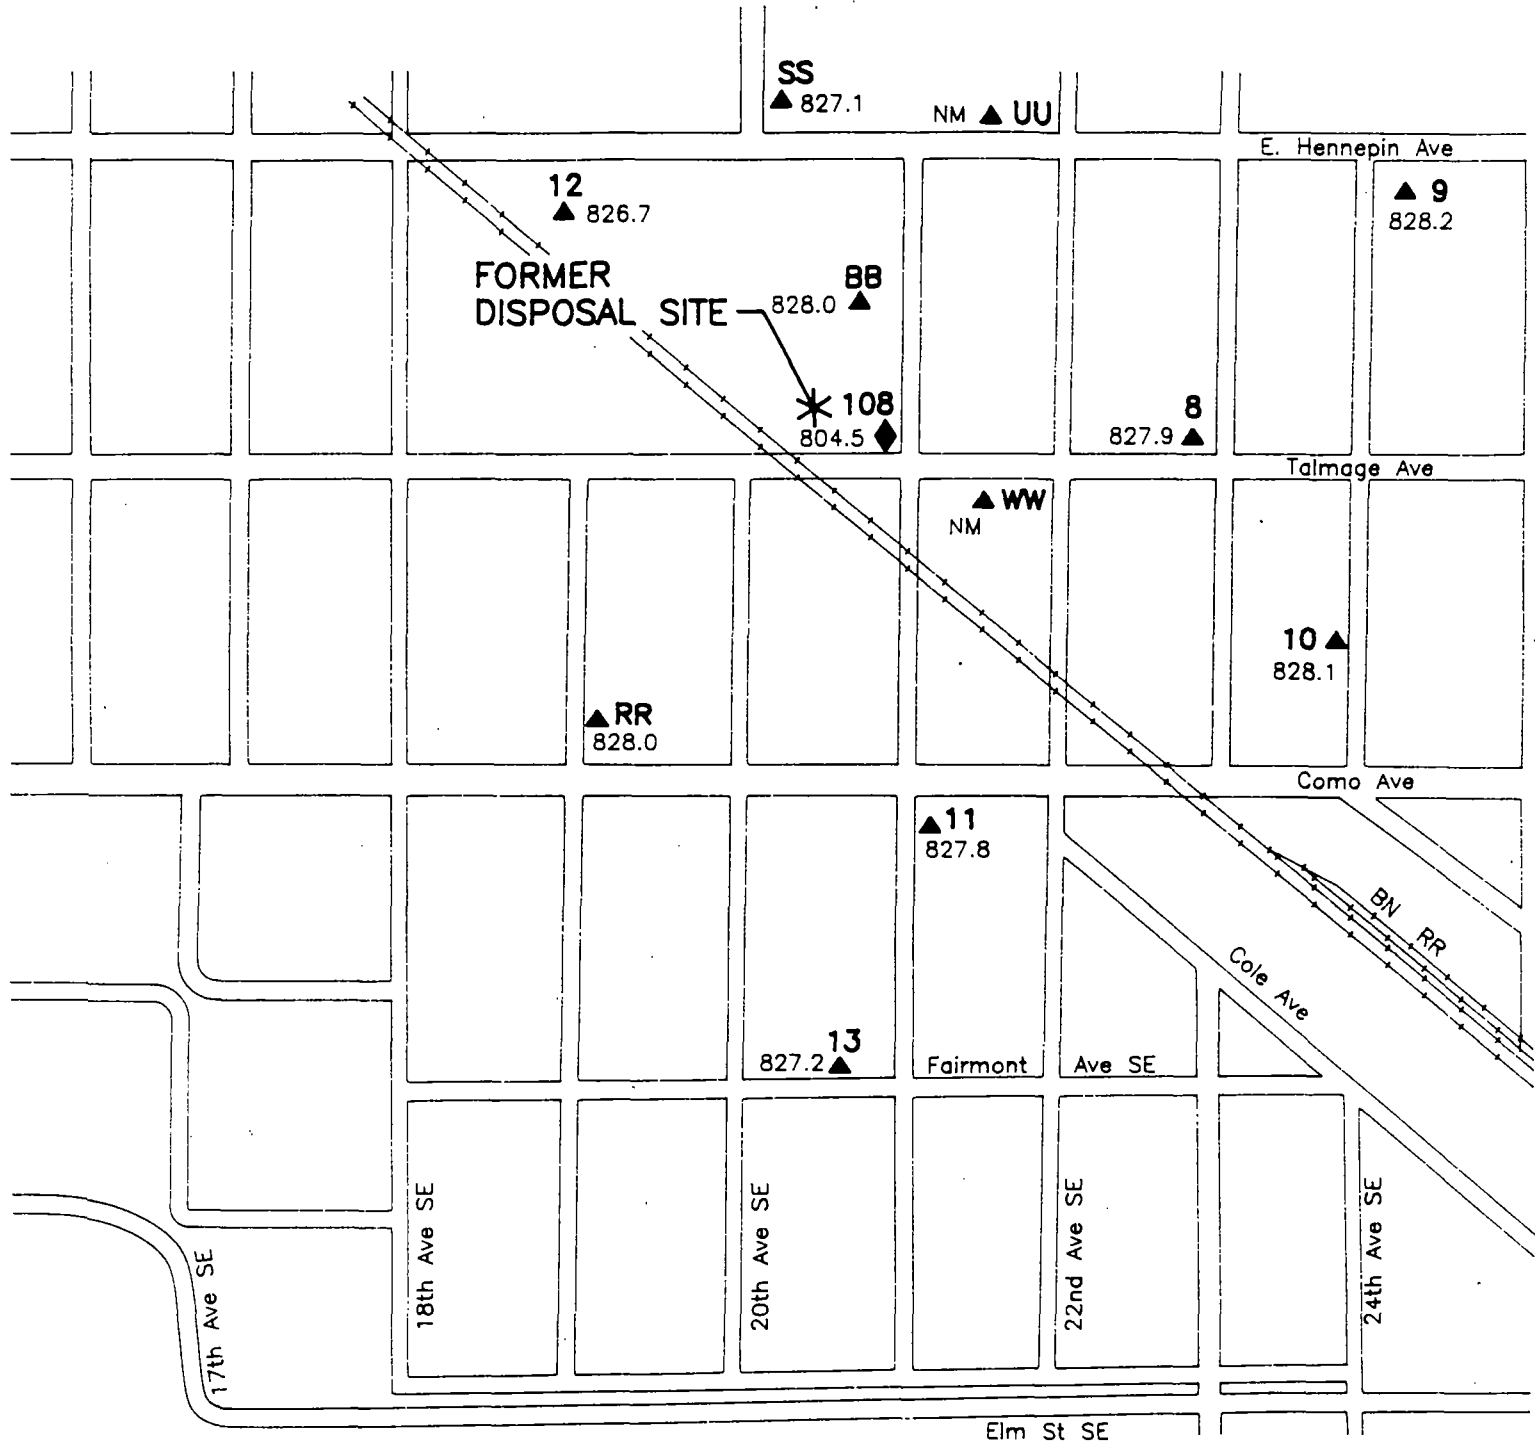 SS
827.1
NM UU
E. Hennepin Ave
12
826.7
9
828.2
FORMER
DISPOSAL SITE
BB
828.0
108
804.5
8
827.9
Talmage Ave
WW
NM
10
828.1
RR
828.0
Como Ave
11
827.8
BN RR
Cole Ave
13
827.2
Fairmont Ave SE
17th Ave SE
18th Ave SE
20th Ave SE
22nd Ave SE
24th Ave SE
Elm St SE